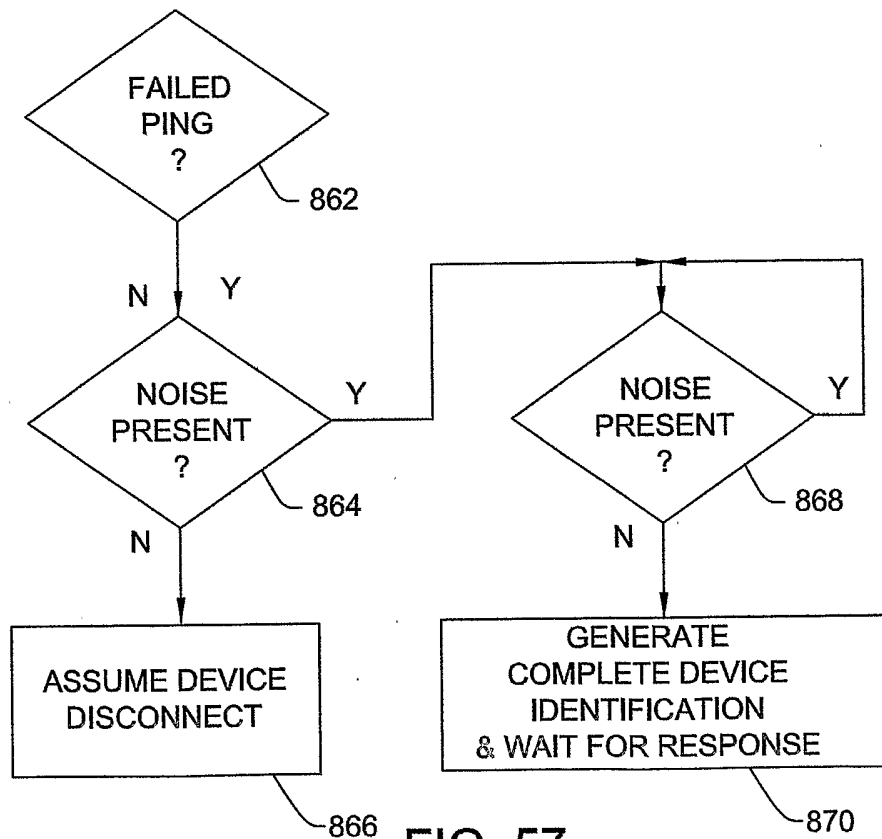 FAILED
PING
?
862
N Y
NOISE
PRESENT
?
Y
864
N
ASSUME DEVICE
DISCONNECT
866
NOISE
PRESENT
?
Y
868
N
GENERATE
COMPLETE DEVICE
IDENTIFICATION
& WAIT FOR RESPONSE
870
FIG. 57